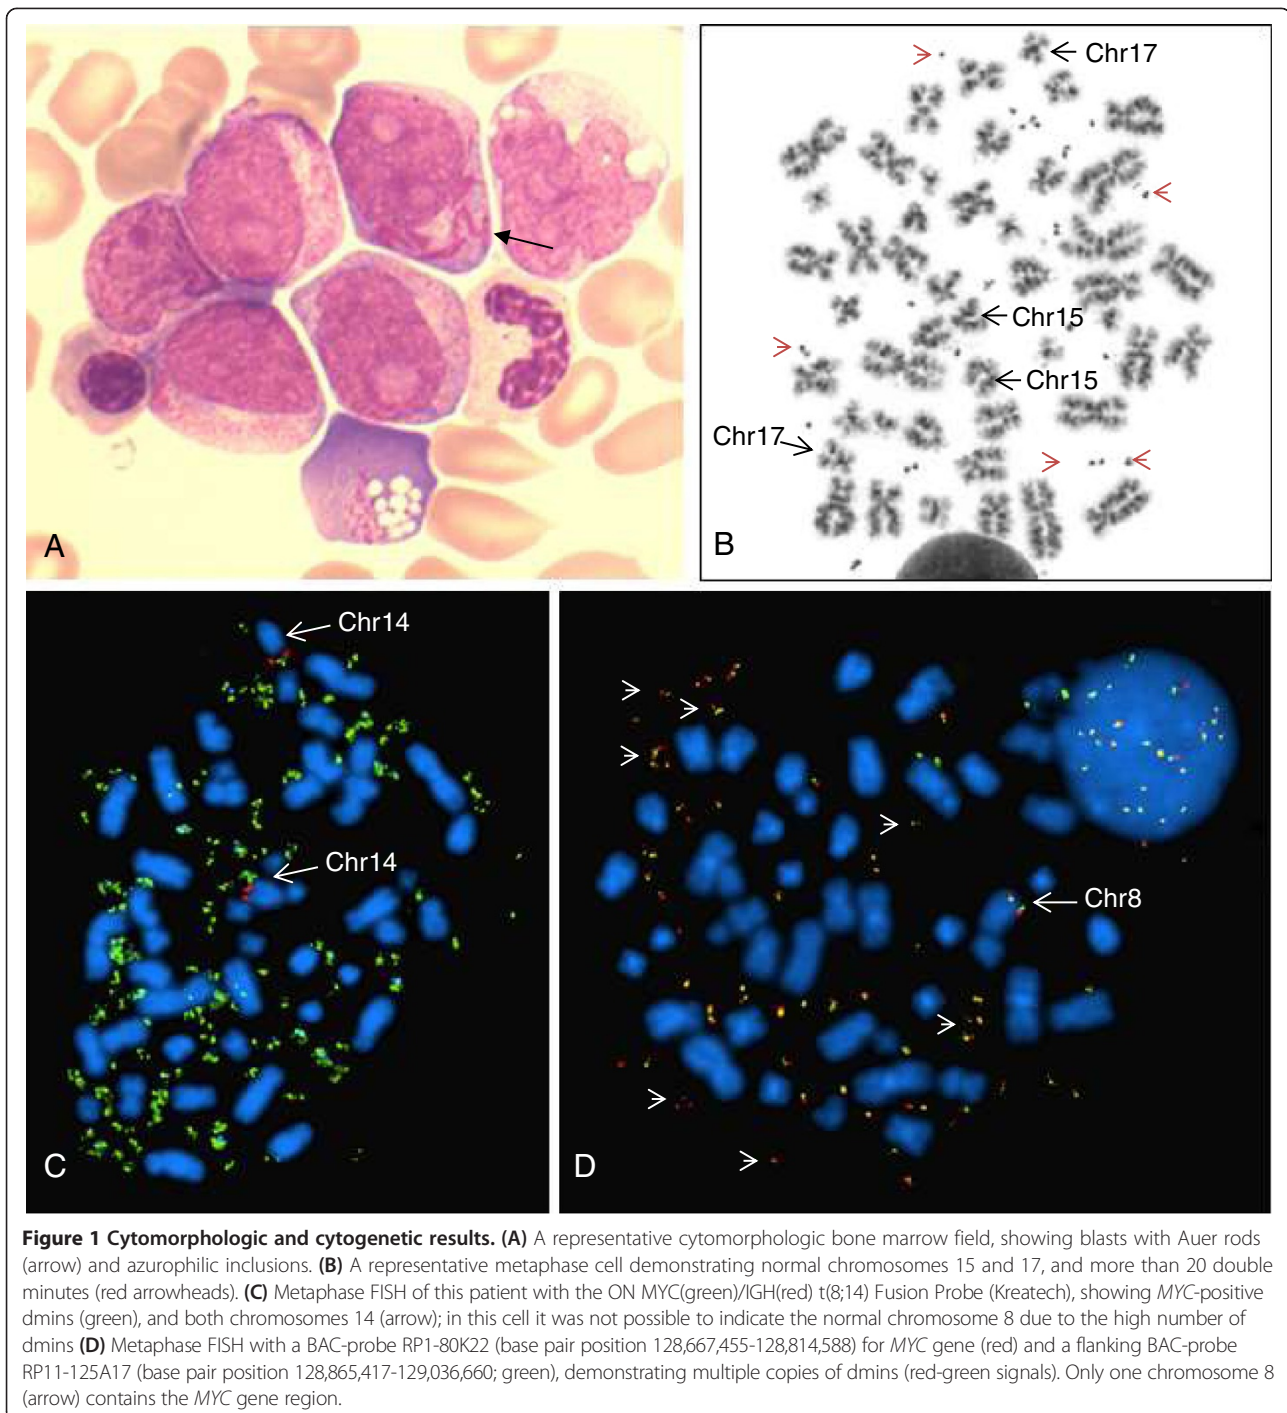 Chr17
Chr15
Chr15
Chr17
A
B
Chr14
Chr14
C
Chr8
D
Figure 1 Cytomorphologic and cytogenetic results. (A) A representative cytomorphologic bone marrow field, showing blasts with Auer rods
(arrow) and azurophilic inclusions. (B) A representative metaphase cell demonstrating normal chromosomes 15 and 17, and more than 20 double
minutes (red arrowheads). (C) Metaphase FISH of this patient with the ON MYC(green)/IGH(red) t(8;14) Fusion Probe (Kreatech), showing MYC-positive
dmins (green), and both chromosomes 14 (arrow); in this cell it was not possible to indicate the normal chromosome 8 due to the high number of
dmins (D) Metaphase FISH with a BAC-probe RP1-80K22 (base pair position 128,667,455-128,814,588) for MYC gene (red) and a flanking BAC-probe
RP11-125A17 (base pair position 128,865,417-129,036,660; green), demonstrating multiple copies of dmins (red-green signals). Only one chromosome 8
(arrow) contains the MYC gene region.